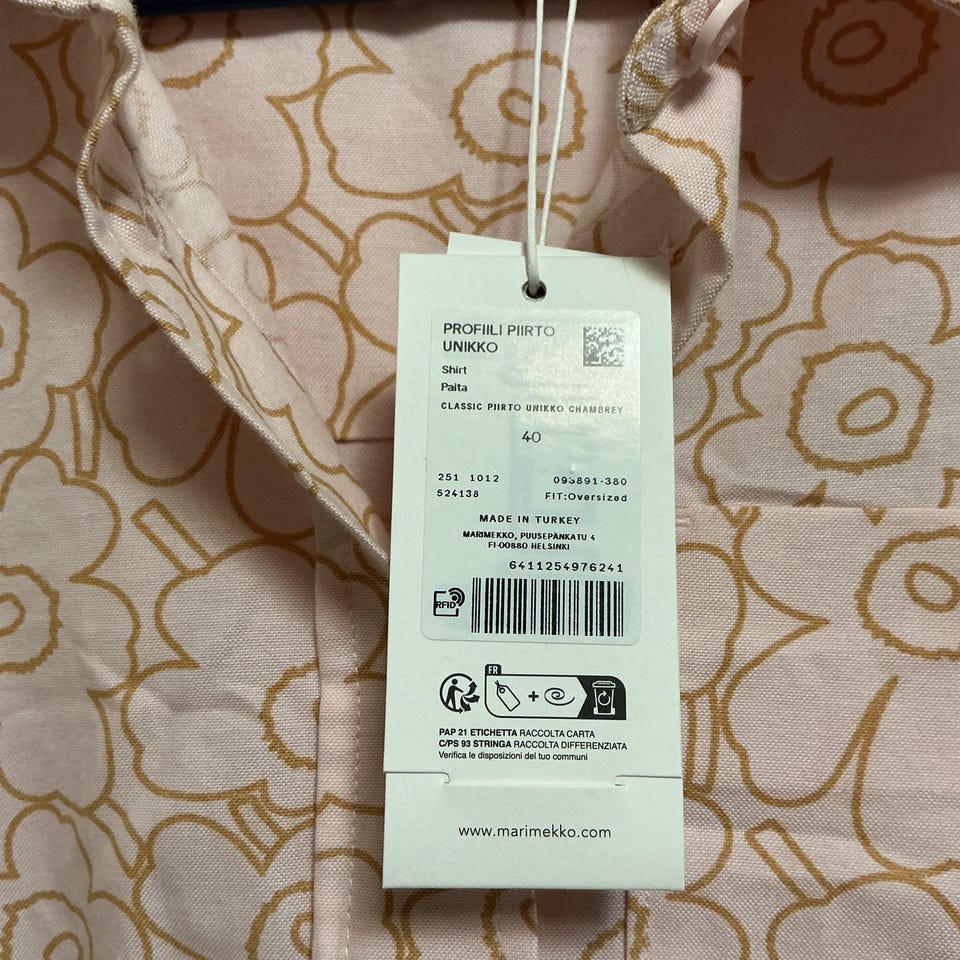 PROFIILI PIIRTO
UNIKKO
Shirt
Paita
CLASSIC PIIRTO UNIKKO CHAMBREY
40
251 1012 093891-380
524138 FIT:Oversized
MADE IN TURKEY
MARIMEKKO, PUUSEPÄNKATU 4
FI-00880 HELSINKI
6411254976241
RFID
FR
PAP 21 ETICHETTA RACCOLTA CARTA
C/PS 93 STRINGA RACCOLTA DIFFERENZIATA
Verifica le disposizioni del tuo comuni
www.marimekko.com